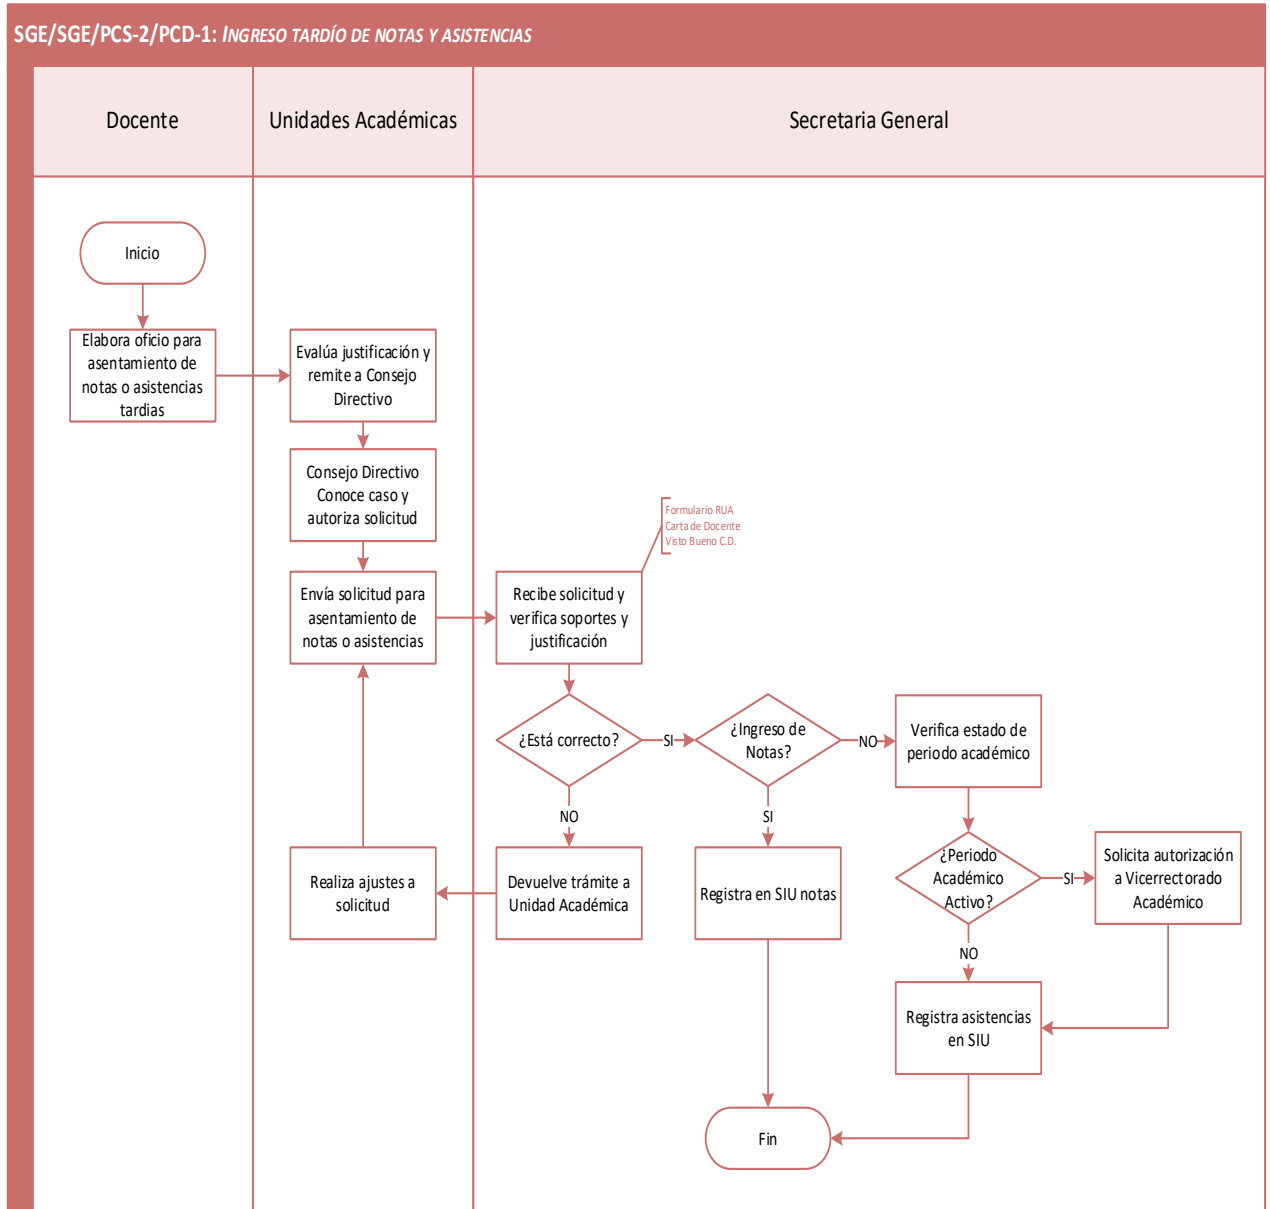 SGE/SGE/PCS-2/PCD-1: INGRESO TARDÍO DE NOTAS Y ASISTENCIAS
Docente
Unidades Académicas
Secretaria General
Inicio
Elabora oficio para
asentamiento de
notas o asistencias
tardias
Evalúa justificación y
remite a Consejo
Directivo
Consejo Directivo
Conoce caso y
autoriza solicitud
Formulario RUA
Carta de Docente
Visto Bueno C.D.
Envía solicitud para
asentamiento de
notas o asistencias
Recibe solicitud y
verifica soportes y
justificación
¿Está correcto?
SI
¿Ingreso de
Notas?
NO
Verifica estado de
periodo académico
NO
SI
Realiza ajustes a
solicitud
Devuelve trámite a
Unidad Académica
Registra en SIU notas
¿Periodo
Académico
Activo?
SI
Solicita autorización
a Vicerrectorado
Académico
NO
Registra asistencias
en SIU
Fin